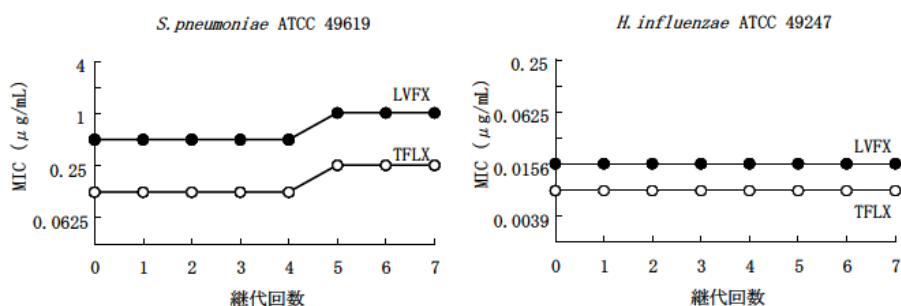 S.pneumoniae ATCC 49619
MIC (μg/mL)
4
1
0.25
0.0625
LVFX
TFLX
0 1 2 3 4 5 6 7
継代回数
H.influenzae ATCC 49247
MIC (μg/mL)
0.25
0.0625
0.0156
0.0039
LVFX
TFLX
0 1 2 3 4 5 6 7
継代回数